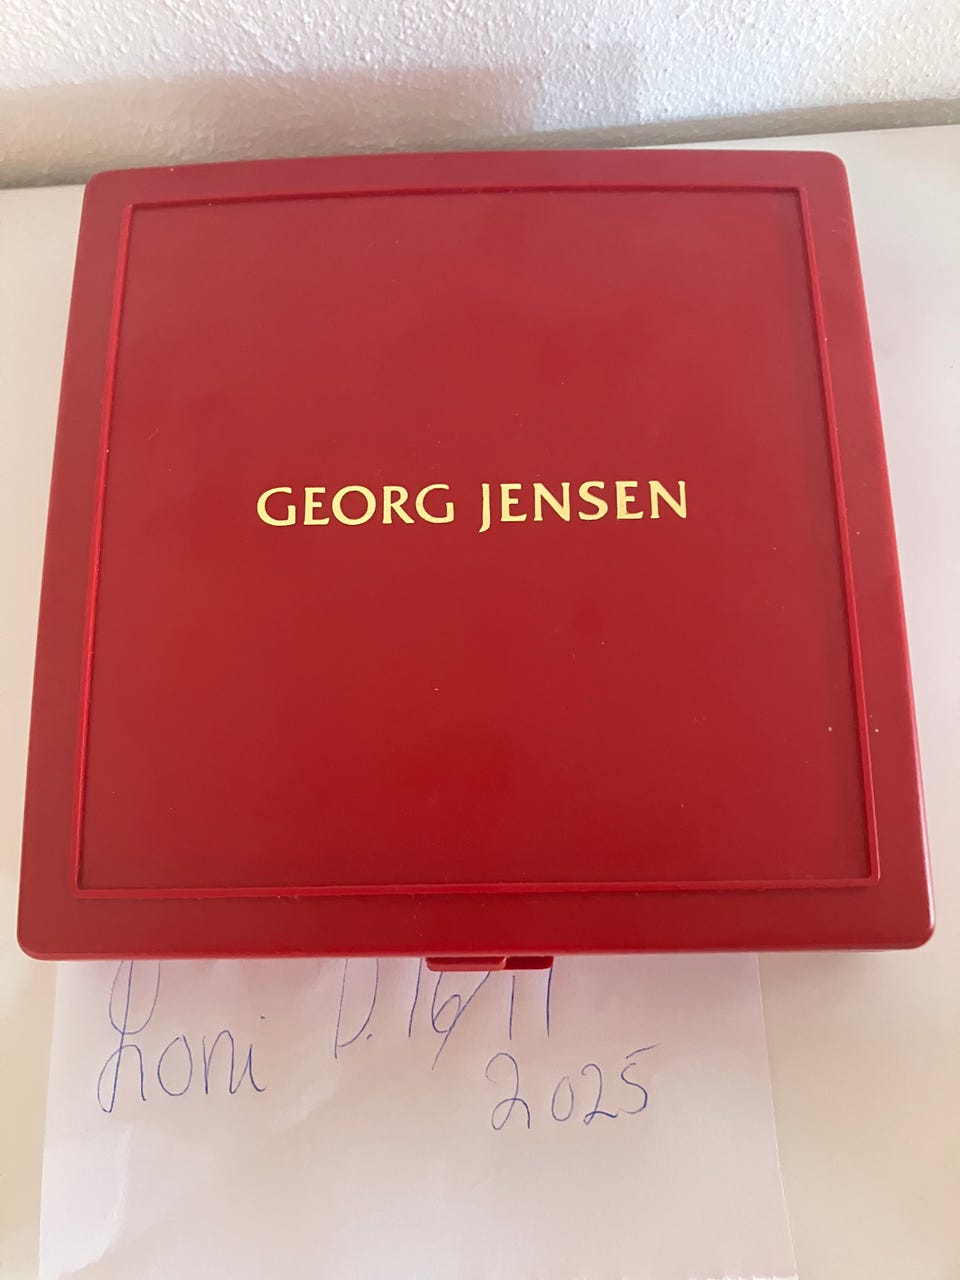 GEORG JENSEN
Loni D. 16/11
2025